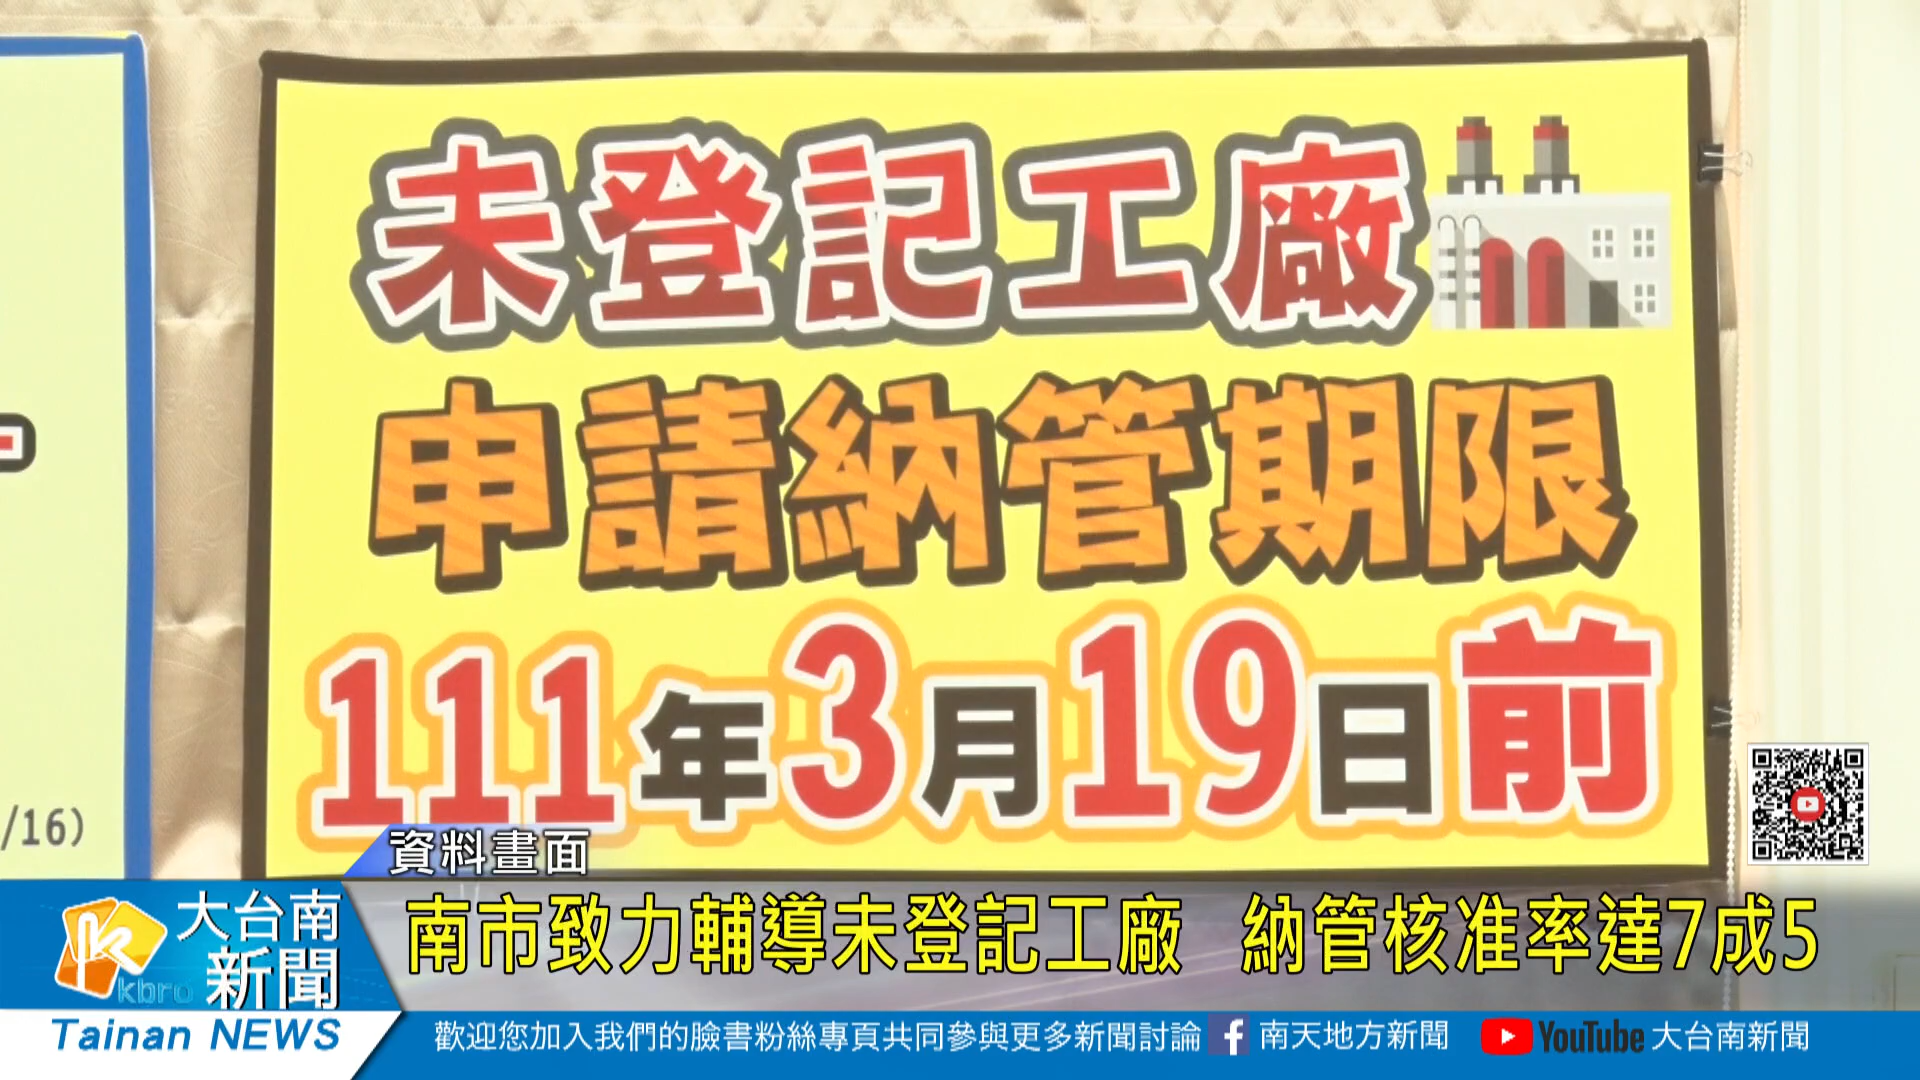 未登記工廠
申請納管期限
111年3月19日前
/16)
資料畫面
大台南
新聞
kbro
Tainan NEWS
南市致力輔導未登記工廠 納管核准率達7成5
歡迎您加入我們的臉書粉絲專頁共同參與更多新聞討論 南天地方新聞 YouTube 大台南新聞